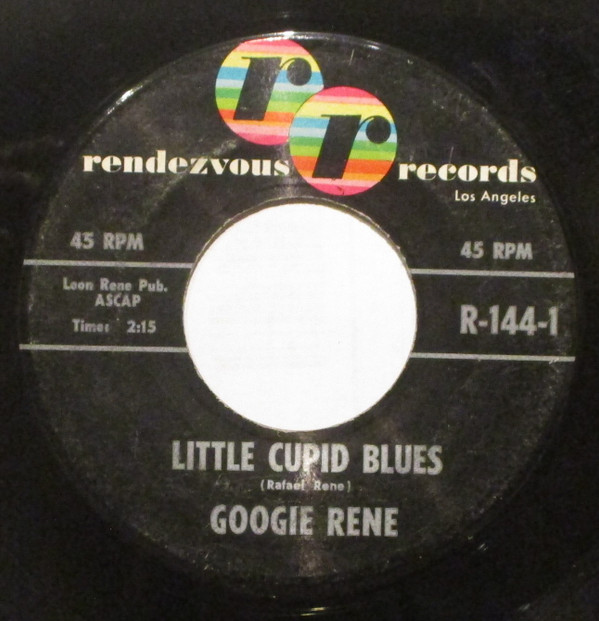 r r
rendezvous records
Los Angeles
45 RPM 45 RPM
Leon Rene Pub.
ASCAP
Time: 2:15
R-144-1
LITTLE CUPID BLUES
(Rafael Rene)
GOOGIE RENE